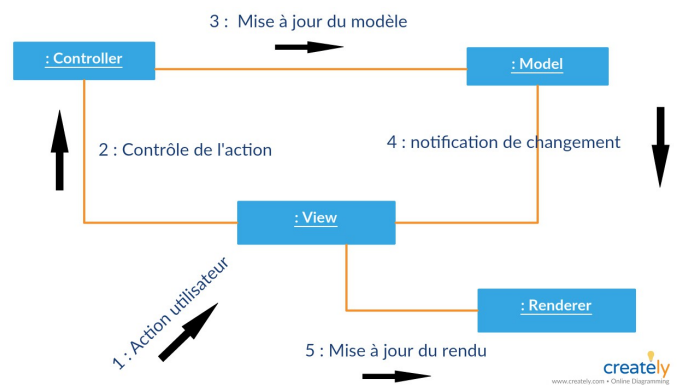 3 : Mise à jour du modèle
: Controller
: Model
2 : Contrôle de l'action
4 : notification de changement
: View
1 : Action utilisateur
: Renderer
5 : Mise à jour du rendu
creately
www.creately.com • Online Diagramming